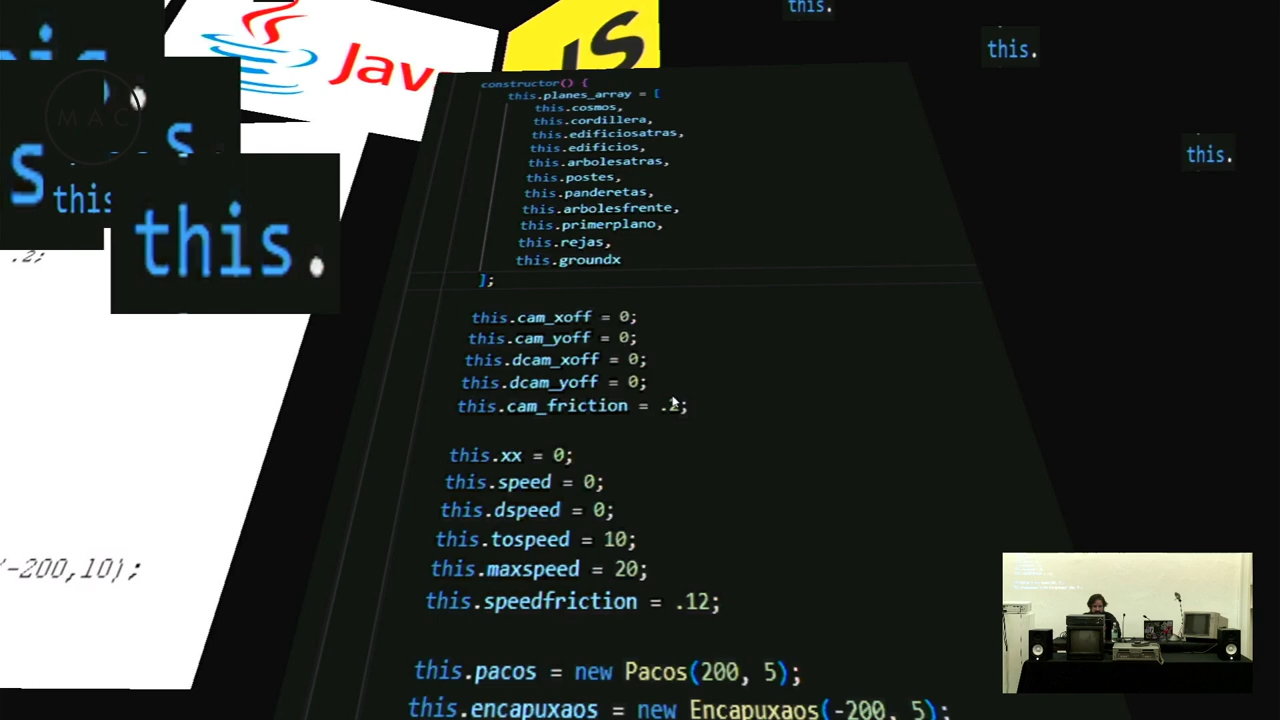 this.
this.
this.
Jav
JS
MAC
s
s.
this
this.
.2;
-200,10);
constructor() {
this.planes_array = [
this.cosmos,
this.cordillera,
this.edificiosatras,
this.edificios,
this.arbolesatras,
this.postes,
this.panderetas,
this.arbolesfrente,
this.primerplano,
this.rejas,
this.groundx
];
this.cam_xoff = 0;
this.cam_yoff = 0;
this.dcam_xoff = 0;
this.dcam_yoff = 0;
this.cam_friction = .2;
this.xx = 0;
this.speed = 0;
this.dspeed = 0;
this.tospeed = 10;
this.maxspeed = 20;
this.speedfriction = .12;
this.pacos = new Pacos(200, 5);
this.encapuxaos = new Encapuxaos(-200, 5);